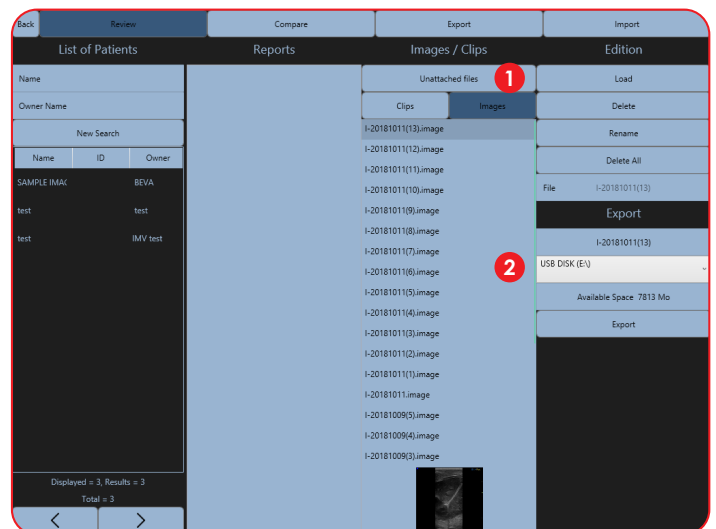 Back
Review
Compare
Export
Import
List of Patients
Reports
Images / Clips
Edition
Name
Owner Name
New Search
Name ID Owner
SAMPLE IMAG BEVA
test test
test IMV test
Displayed = 3, Results = 3
Total = 3
<
>
Unattached files
1
Clips
Images
I-20181011(13).image
I-20181011(12).image
I-20181011(11).image
I-20181011(10).image
I-20181011(9).image
I-20181011(8).image
I-20181011(7).image
I-20181011(6).image
I-20181011(5).image
I-20181011(4).image
I-20181011(3).image
I-20181011(2).image
I-20181011(1).image
I-20181011.image
I-20181009(5).image
I-20181009(4).image
I-20181009(3).image
2
Load
Delete
Rename
Delete All
File I-20181011(13)
Export
I-20181011(13)
USB DISK (E:\)
Available Space 7813 Mo
Export